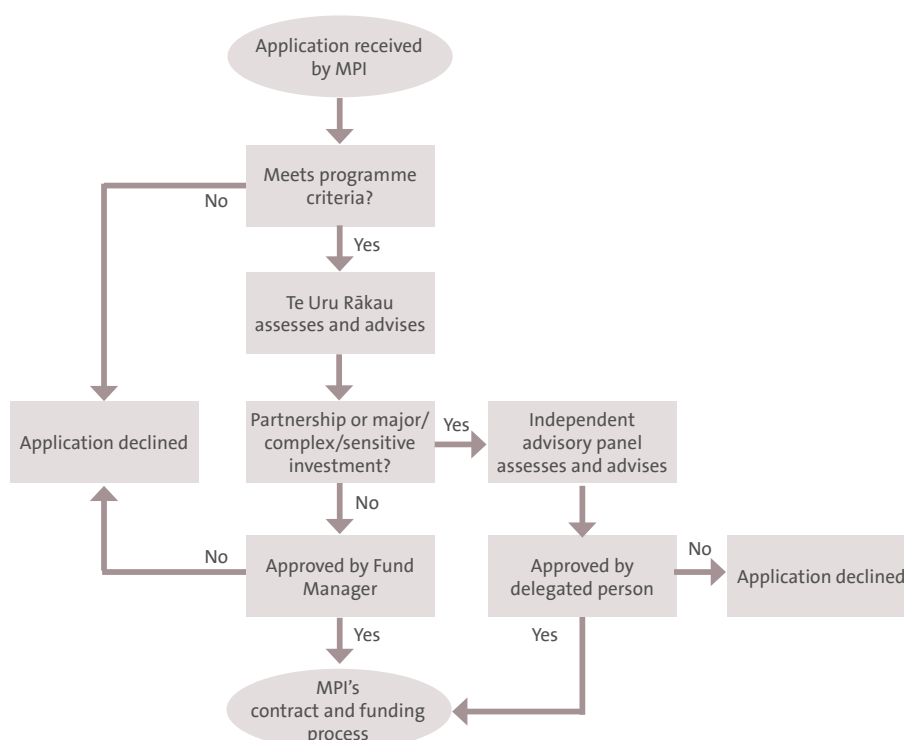 Application received
by MPI
Meets programme
criteria?
No
Yes
Te Uru Rākau
assesses and advises
Application declined
Partnership or major/
complex/sensitive
investment?
Yes
Independent
advisory panel
assesses and advises
No
No
Approved by Fund
Manager
Approved by
delegated person
No
Application declined
Yes
Yes
MPI’s
contract and funding
process